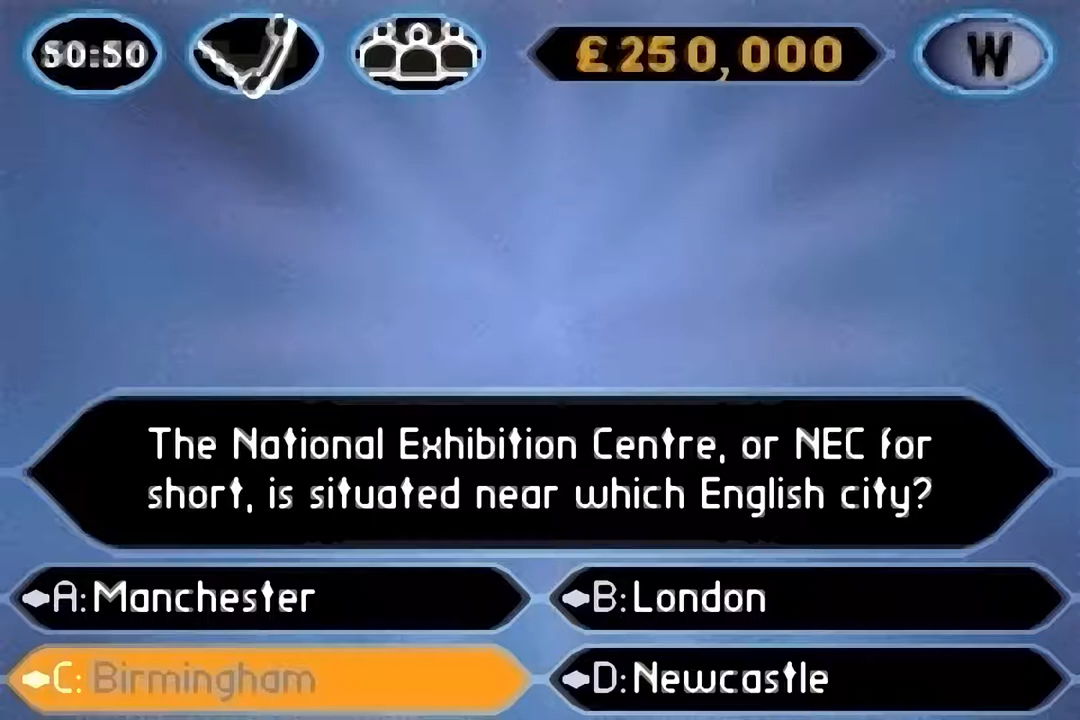 50:50
£250,000
W
The National Exhibition Centre, or NEC for
short, is situated near which English city?
A: Manchester
B: London
C: Birmingham
D: Newcastle